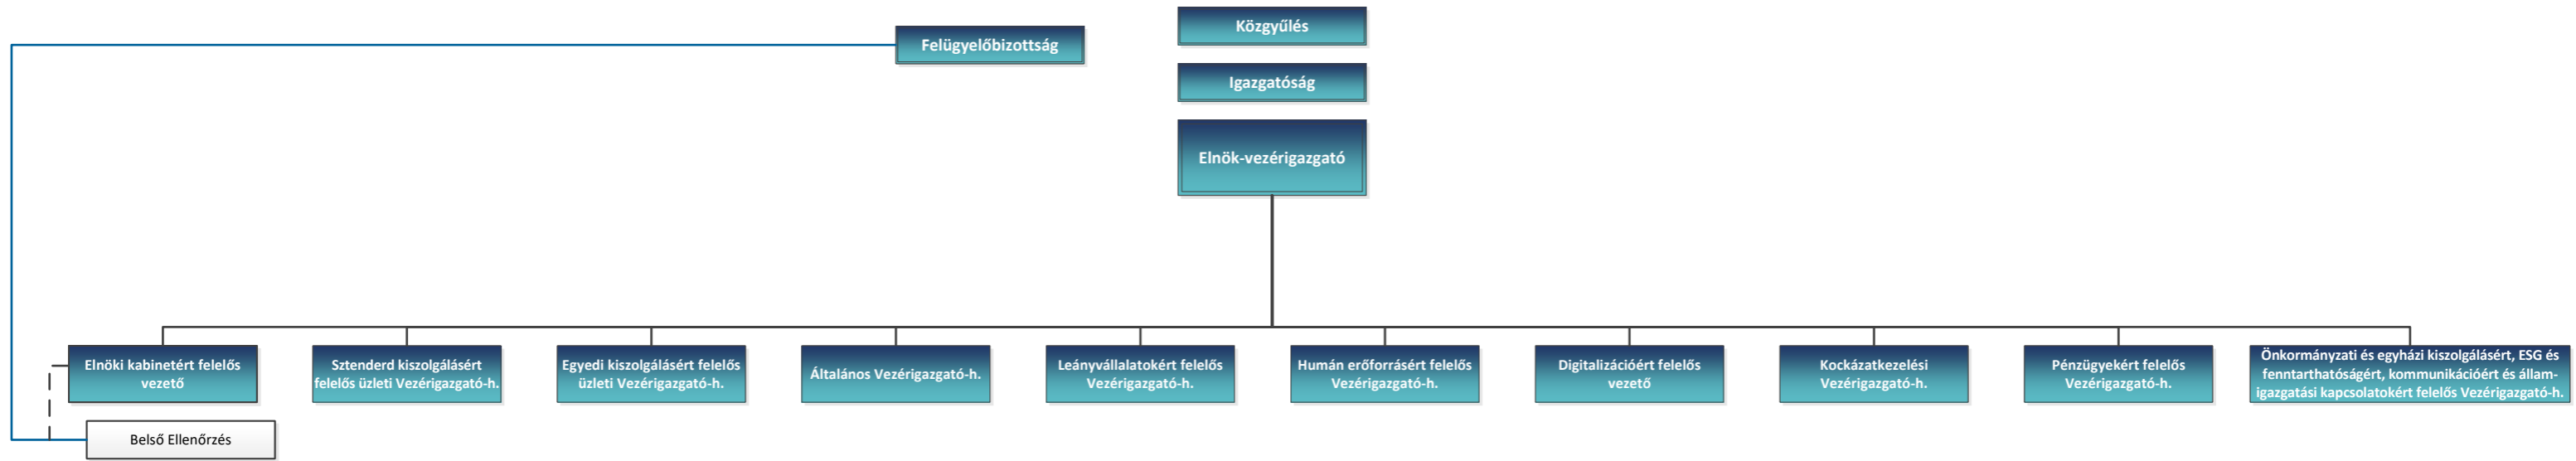 Közgyűlés
Felügyelőbizottság
Igazgatóság
Elnök-vezérigazgató
Elnöki kabinetért felelős
vezető
Sztenderd kiszolgálásért
felelős üzleti Vezérigazgató-h.
Egyedi kiszolgálásért felelős
üzleti Vezérigazgató-h.
Általános Vezérigazgató-h.
Leányvállalatokért felelős
Vezérigazgató-h.
Humán erőforrásért felelős
Vezérigazgató-h.
Digitalizációért felelős
vezető
Kockázatkezelési
Vezérigazgató-h.
Pénzügyekért felelős
Vezérigazgató-h.
Önkormányzati és egyházi kiszolgálásért, ESG és
fenntarthatóságért, kommunikációért és állam-
igazgatási kapcsolatokért felelős Vezérigazgató-h.
Belső Ellenőrzés